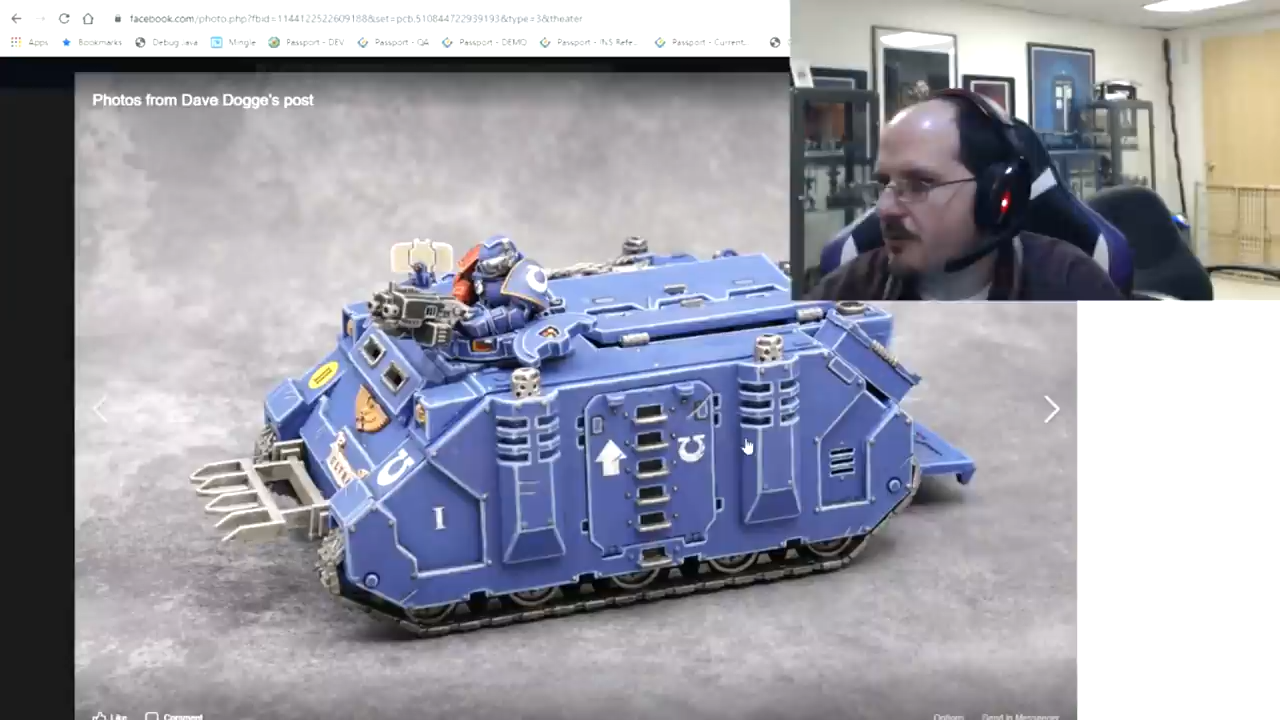 facebook.com/photo.php?fbid=1144122522609188&set=pcb.5108447229391938&type=3&theater
Apps Bookmarks Debug Java Mingle Passport - DEV Passport - QA Passport - DEMO Passport - INS Refe... Passport - Current...
Photos from Dave Dogge's post
I
Like Comment Options Send in Messenger